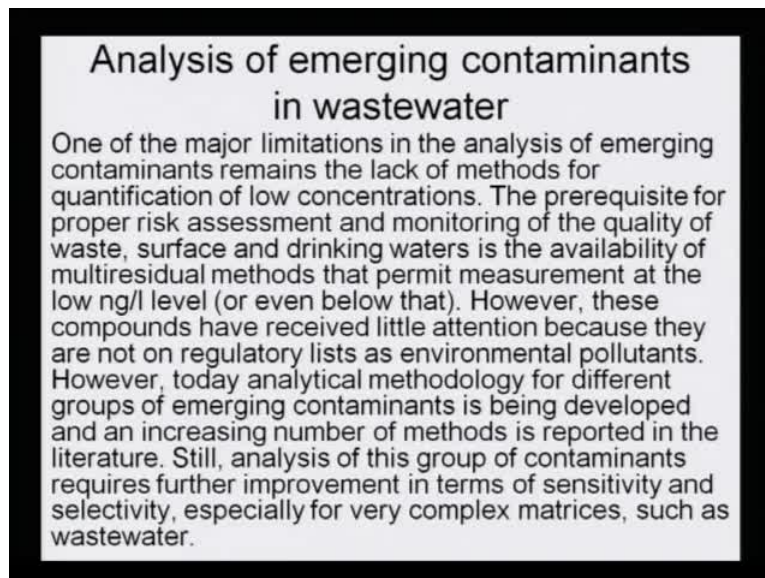 Analysis of emerging contaminants
in wastewater
One of the major limitations in the analysis of emerging
contaminants remains the lack of methods for
quantification of low concentrations. The prerequisite for
proper risk assessment and monitoring of the quality of
waste, surface and drinking waters is the availability of
multiresidual methods that permit measurement at the
low ng/l level (or even below that). However, these
compounds have received little attention because they
are not on regulatory lists as environmental pollutants.
However, today analytical methodology for different
groups of emerging contaminants is being developed
and an increasing number of methods is reported in the
literature. Still, analysis of this group of contaminants
requires further improvement in terms of sensitivity and
selectivity, especially for very complex matrices, such as
wastewater.